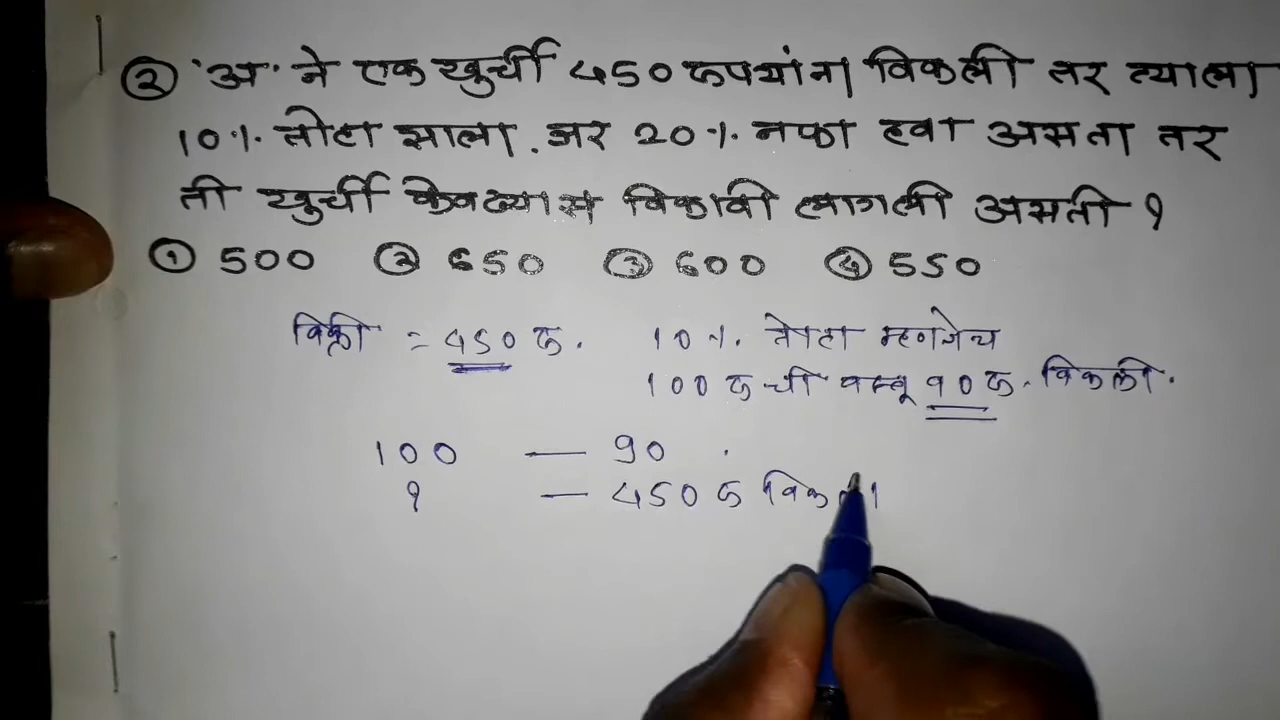 ② 'अ' ने एक खुर्ची ४50 रुपयांना विकली तर त्याला
10%. तोटा झाला. जर 20%. नफा हवा असता तर
ती खुर्ची केवढ्यास विकावी लागली असती ?
① 500 ② 650 ③ 600 ④ 550
विक्री = 450 रु. 10%. तोटा म्हणजेच
100 रु ची वस्तू 90 रु. विकली.
100 — 90
? — 450 रु